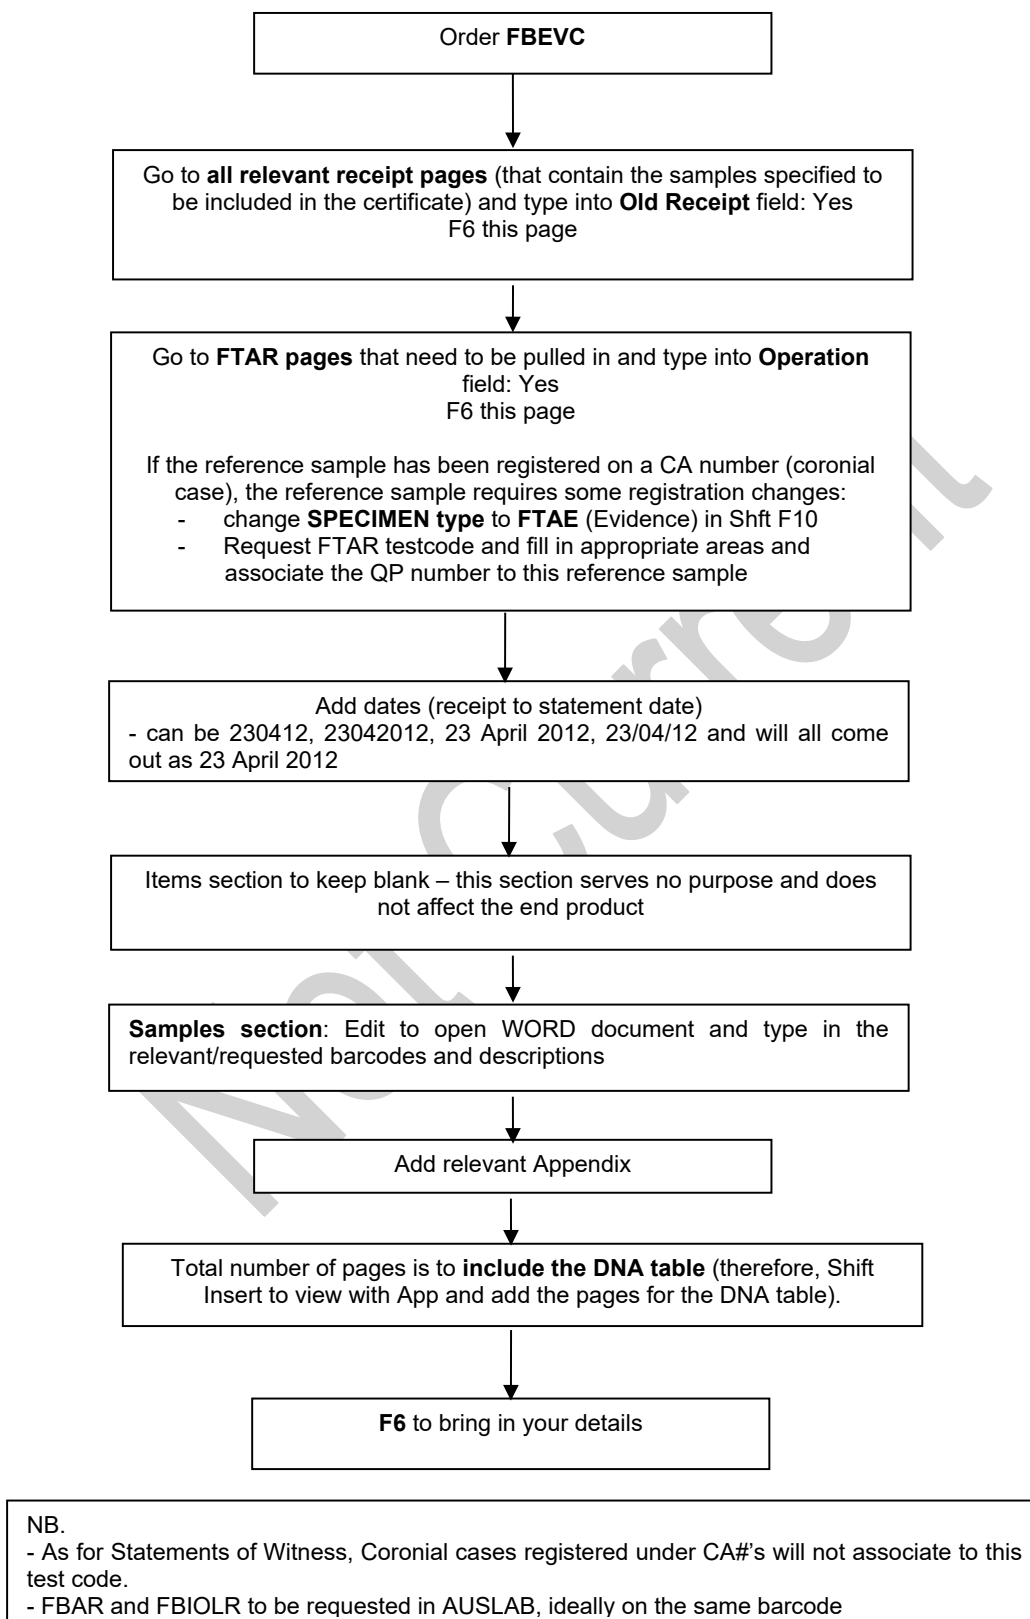 Order FBEVC
Go to all relevant receipt pages (that contain the samples specified to
be included in the certificate) and type into Old Receipt field: Yes
F6 this page
Go to FTAR pages that need to be pulled in and type into Operation
field: Yes
F6 this page
If the reference sample has been registered on a CA number (coronial
case), the reference sample requires some registration changes:
- change SPECIMEN type to FTAE (Evidence) in Shft F10
- Request FTAR testcode and fill in appropriate areas and
associate the QP number to this reference sample
Add dates (receipt to statement date)
- can be 230412, 23042012, 23 April 2012, 23/04/12 and will all come
out as 23 April 2012
Items section to keep blank – this section serves no purpose and does
not affect the end product
Samples section: Edit to open WORD document and type in the
relevant/requested barcodes and descriptions
Add relevant Appendix
Total number of pages is to include the DNA table (therefore, Shift
Insert to view with App and add the pages for the DNA table).
F6 to bring in your details
NB.
- As for Statements of Witness, Coronial cases registered under CA#'s will not associate to this
test code.
- FBAR and FBIOLR to be requested in AUSLAB, ideally on the same barcode
Not Current